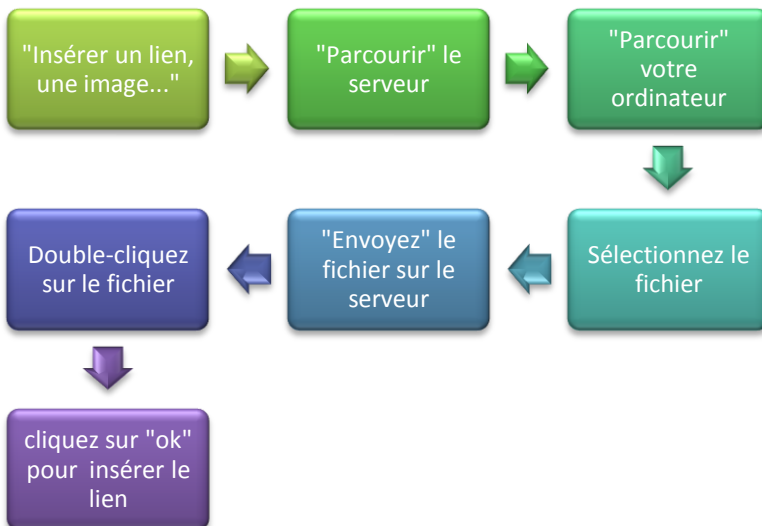 "Insérer un lien,
une image..."
"Parcourir" le
serveur
"Parcourir"
votre
ordinateur
Sélectionnez le
fichier
"Envoyez" le
fichier sur le
serveur
Double-cliquez
sur le fichier
cliquez sur "ok"
pour  insérer le
lien